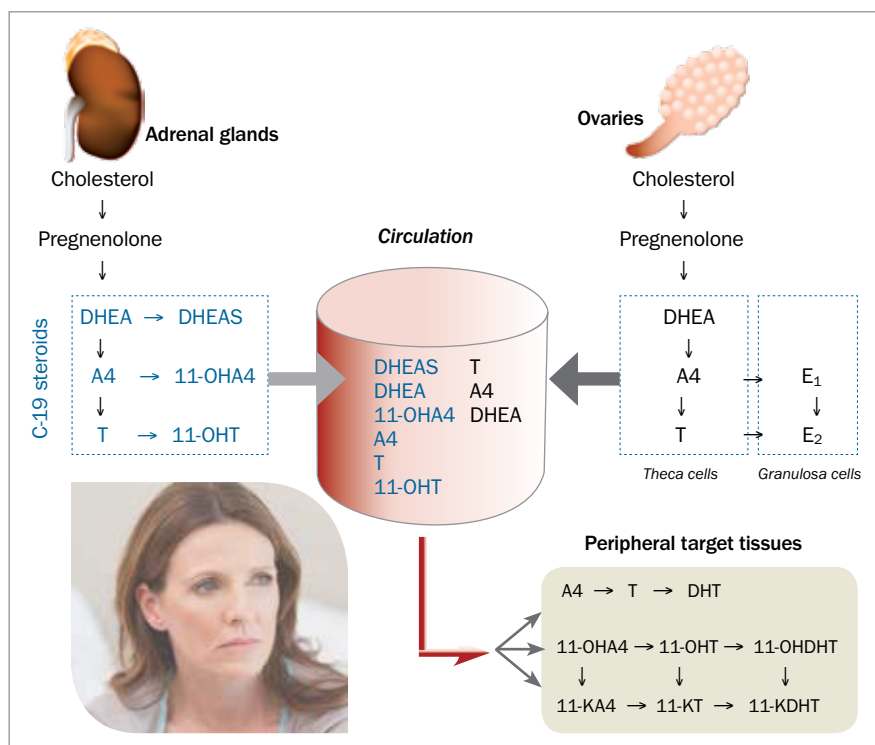 Adrenal glands
Cholesterol
↓
Pregnenolone
↓
C-19 steroids
DHEA → DHEAS
↓
A4 → 11-OHA4
↓
T → 11-OHT
Circulation
DHEAS T
DHEA A4
11-OHA4 DHEA
A4
T
11-OHT
Ovaries
Cholesterol
↓
Pregnenolone
↓
DHEA
↓
A4 → E₁
↓ ↓
T → E₂
Theca cells Granulosa cells
Peripheral target tissues
A4 → T → DHT
11-OHA4 → 11-OHT → 11-OHDHT
↓ ↓ ↓
11-KA4 → 11-KT → 11-KDHT